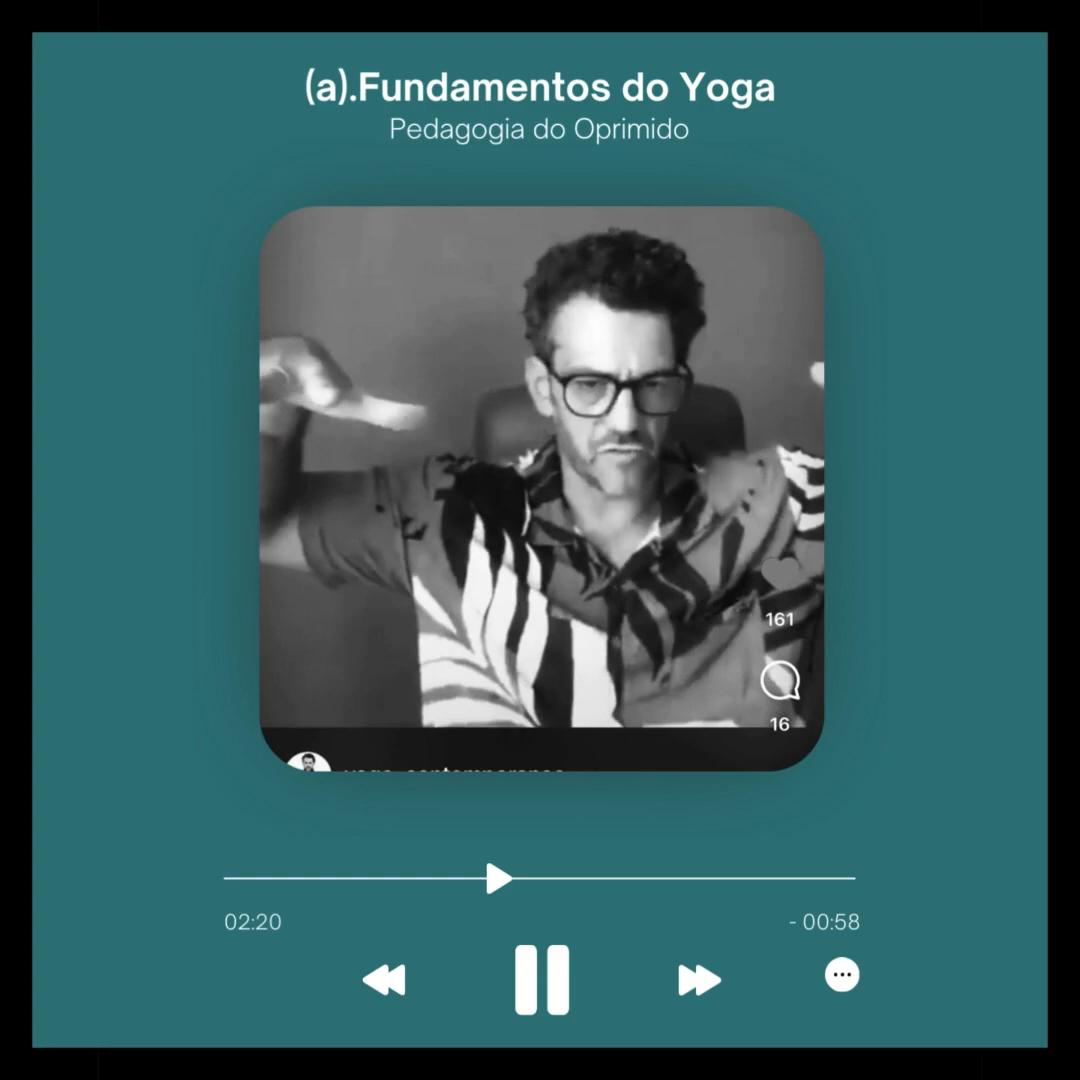 (a).Fundamentos do Yoga
Pedagogia do Oprimido
161
16
02:20
- 00:58